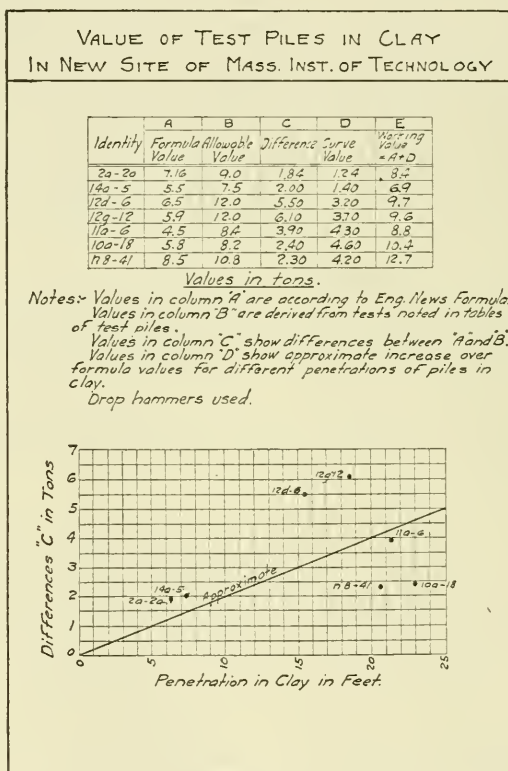 VALUE OF TEST PILES IN CLAY
IN NEW SITE OF MASS. INST. OF TECHNOLOGY
A B C D E
Identity Formula Value Allowable Value Difference Curve Value Working Value = A+D
2a-2a 7.16 9.0 1.84 1.24 8.4
14a-5 5.5 7.5 2.00 1.40 6.9
12d-6 6.5 12.0 5.50 3.20 9.7
12g-12 5.9 12.0 6.10 3.70 9.6
11a-6 4.5 8.4 3.90 4.30 8.8
10a-18 5.8 8.2 2.40 4.60 10.4
n8-41 8.5 10.8 2.30 4.20 12.7
Values in tons.
Notes:- Values in column "A" are according to Eng. News Formula.
Values in column "B" are derived from tests noted in tables
of test piles.
Values in column "C" show differences between "A" and "B".
Values in column "D" show approximate increase over
formula values for different penetrations of piles in
clay.
Drop hammers used.
Differences "C" in Tons
7
6
5
4
3
2
1
0
12g-12
12d-6
11a-6
14a-5
2a-2a
Approximate
n8-41
10a-18
0 5 10 15 20 25
Penetration in Clay in Feet.